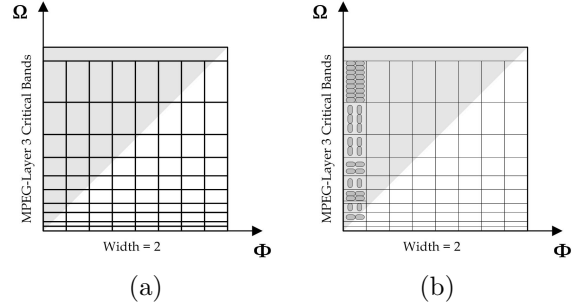 Ω
MPEG-Layer 3 Critical Bands
Width = 2
Φ
(a)
Ω
MPEG-Layer 3 Critical Bands
Width = 2
Φ
(b)